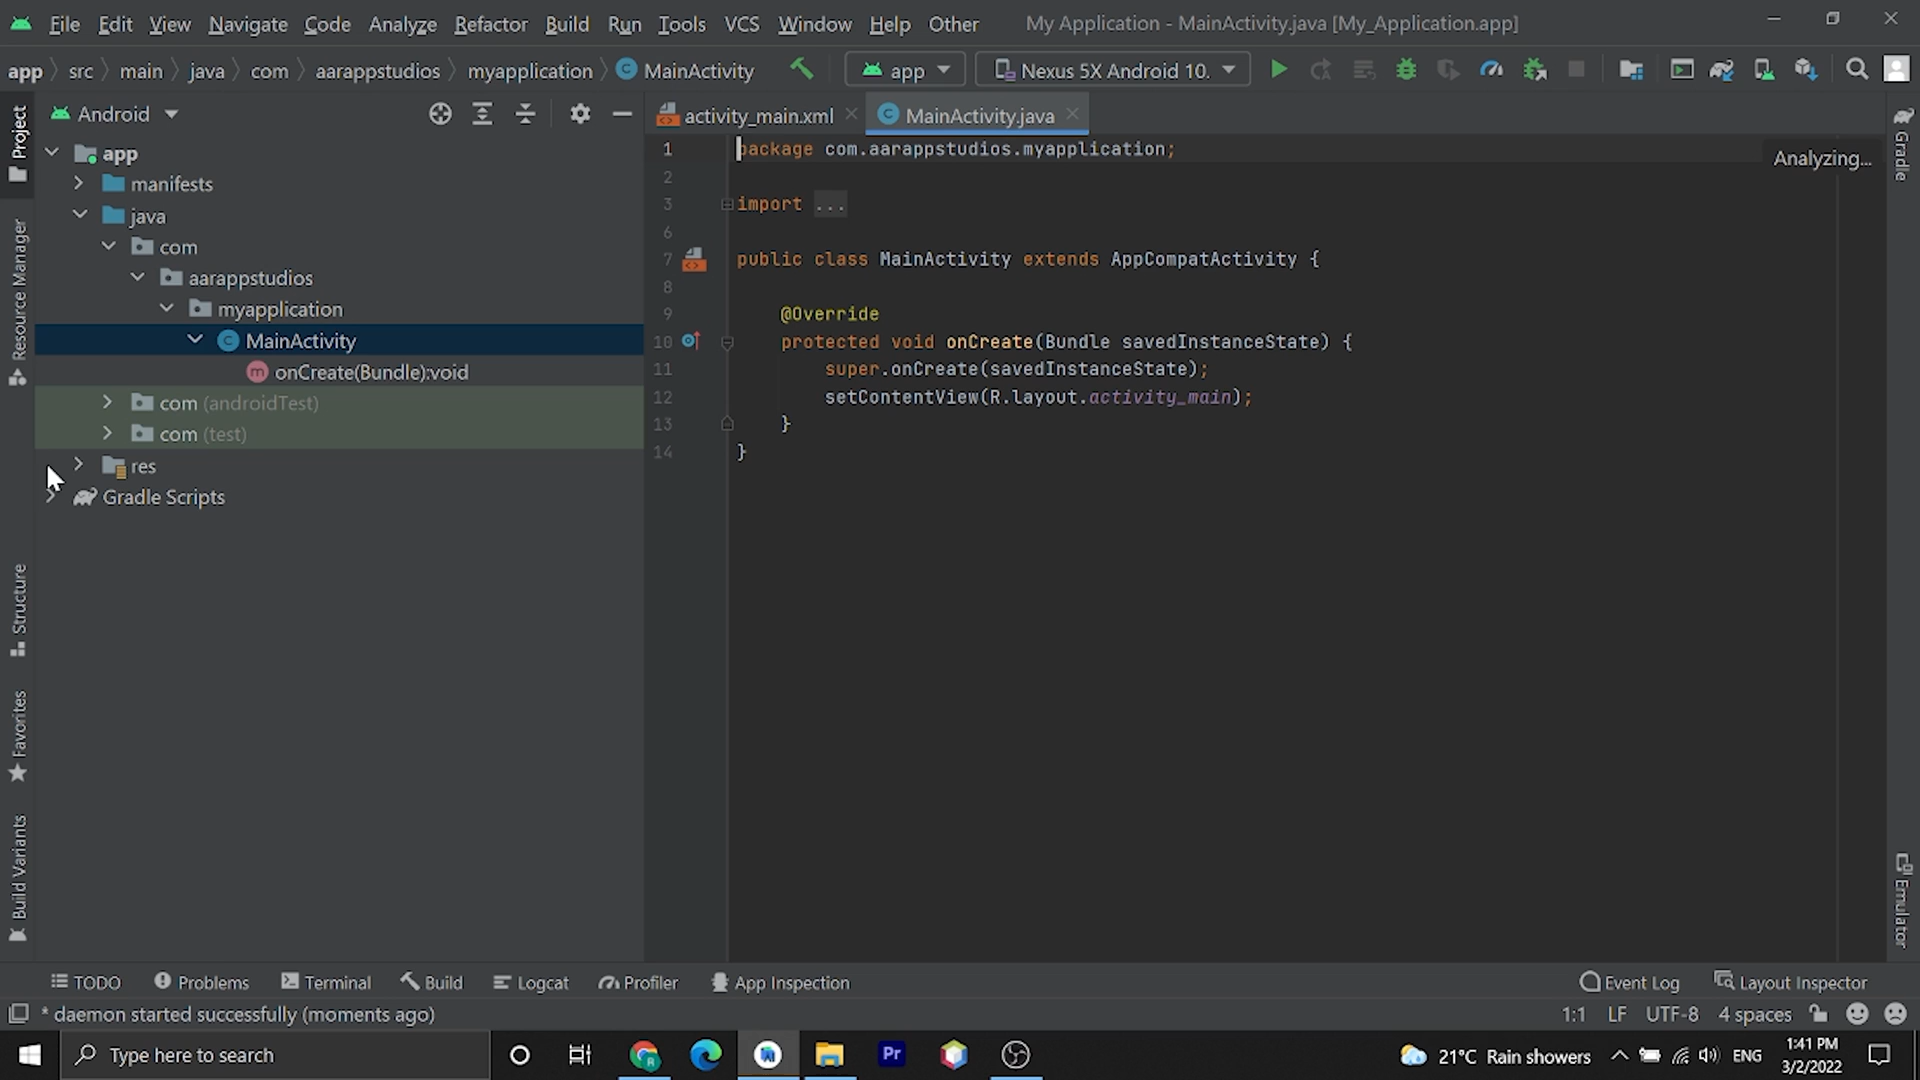 File Edit View Navigate Code Analyze Refactor Build Run Tools VCS Window Help Other My Application - MainActivity.java [My_Application.app]
app src main java com aarappstudios myapplication MainActivity app Nexus 5X Android 10.
Project
Resource Manager
Structure
Favorites
Build Variants
Android
app
manifests
java
com
aarappstudios
myapplication
MainActivity
onCreate(Bundle):void
com (androidTest)
com (test)
res
Gradle Scripts
activity_main.xml MainActivity.java
1 package com.aarappstudios.myapplication;
2
3 import ...
6
7 public class MainActivity extends AppCompatActivity {
8
9 @Override
10 protected void onCreate(Bundle savedInstanceState) {
11 super.onCreate(savedInstanceState);
12 setContentView(R.layout.activity_main);
13 }
14 }
Analyzing...
Gradle
Emulator
TODO Problems Terminal Build Logcat Profiler App Inspection Event Log Layout Inspector
* daemon started successfully (moments ago) 1:1 LF UTF-8 4 spaces
Type here to search R Pr 21°C Rain showers ENG 1:41 PM
3/2/2022